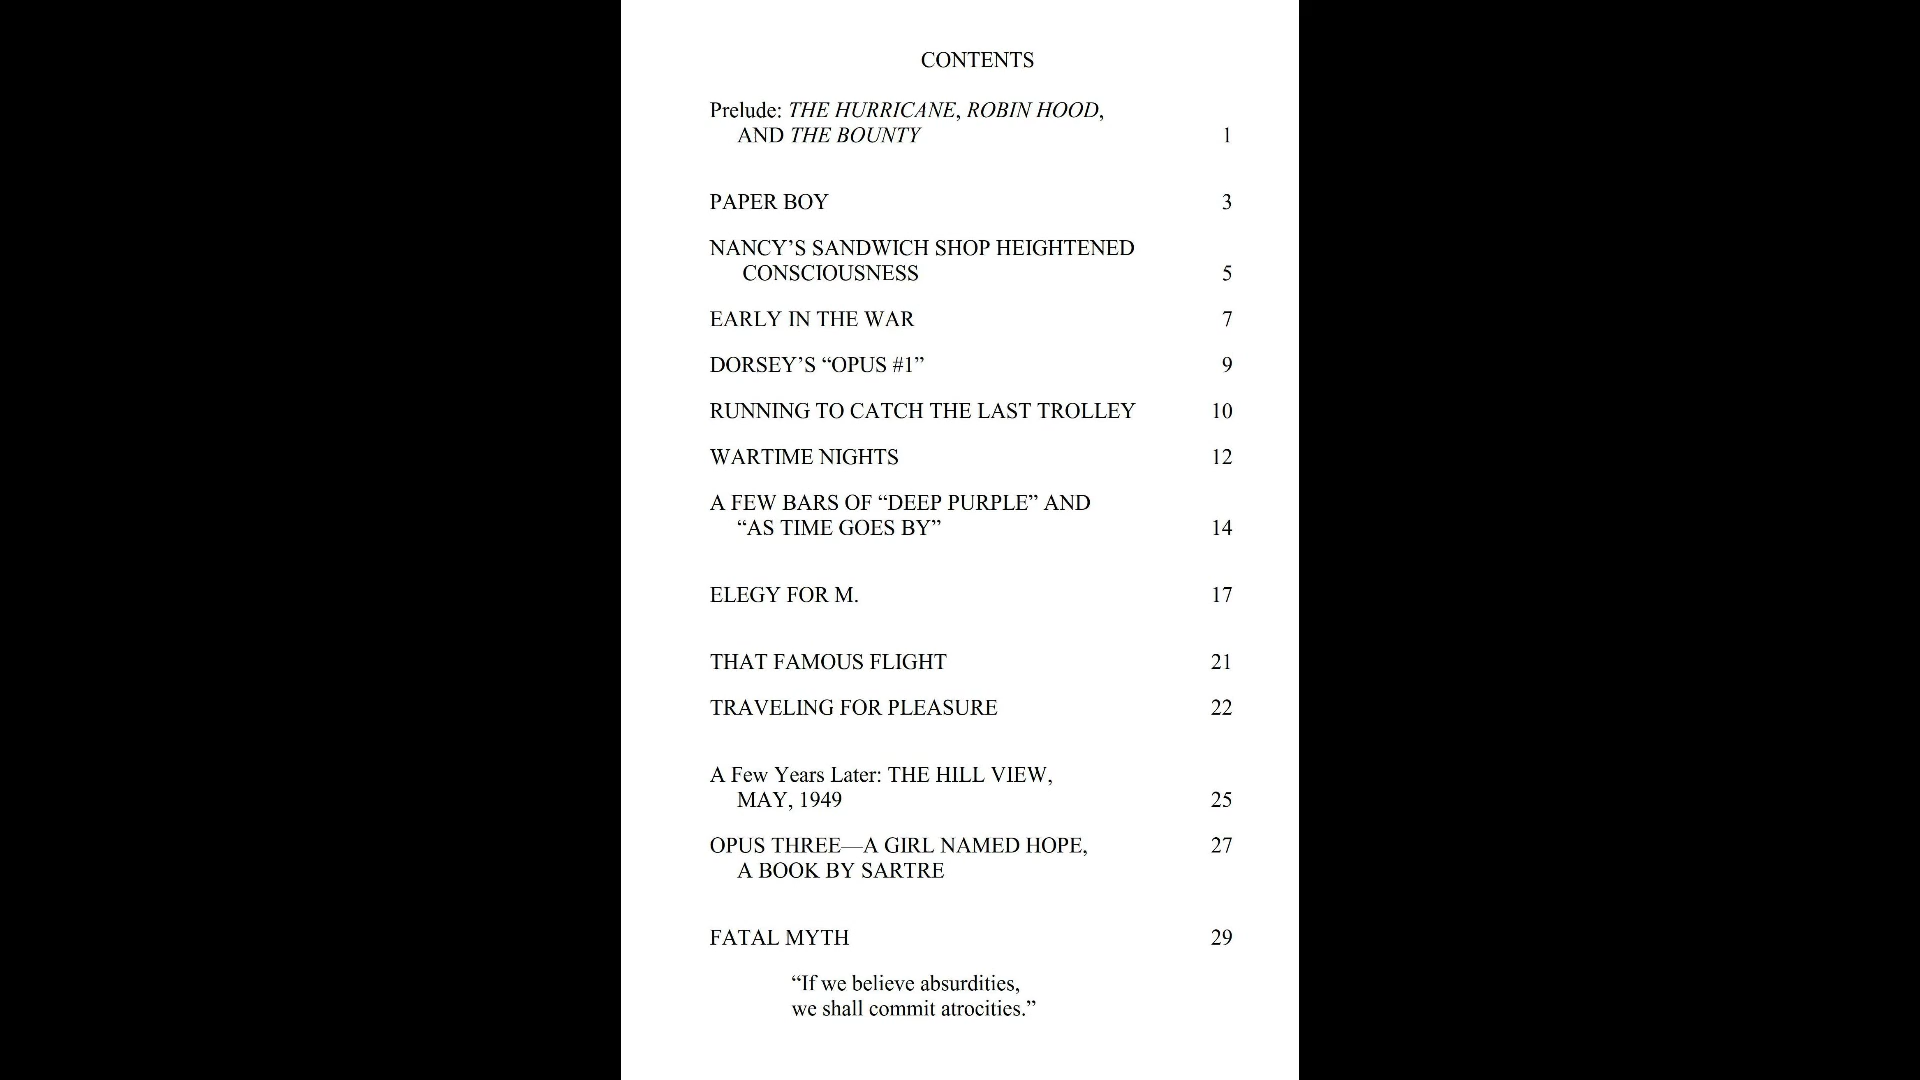 CONTENTS
Prelude: THE HURRICANE, ROBIN HOOD,
AND THE BOUNTY 1
PAPER BOY 3
NANCY’S SANDWICH SHOP HEIGHTENED
CONSCIOUSNESS 5
EARLY IN THE WAR 7
DORSEY’S “OPUS #1” 9
RUNNING TO CATCH THE LAST TROLLEY 10
WARTIME NIGHTS 12
A FEW BARS OF “DEEP PURPLE” AND
“AS TIME GOES BY” 14
ELEGY FOR M. 17
THAT FAMOUS FLIGHT 21
TRAVELING FOR PLEASURE 22
A Few Years Later: THE HILL VIEW,
MAY, 1949 25
OPUS THREE—A GIRL NAMED HOPE, 27
A BOOK BY SARTRE
FATAL MYTH 29
“If we believe absurdities,
we shall commit atrocities.”